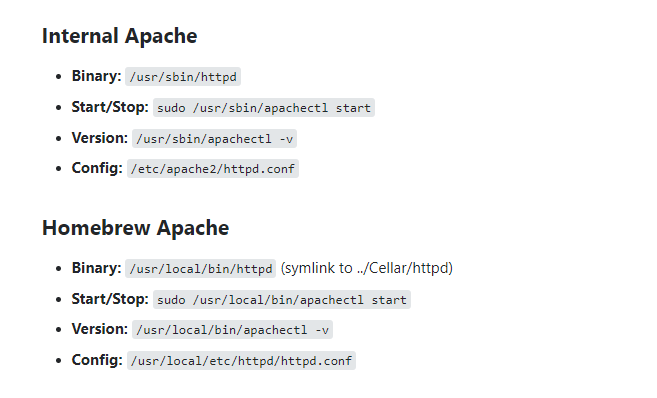 Internal Apache
Binary: /usr/sbin/httpd
Start/Stop: sudo /usr/sbin/apachectl start
Version: /usr/sbin/apachectl -v
Config: /etc/apache2/httpd.conf
Homebrew Apache
Binary: /usr/local/bin/httpd (symlink to ../Cellar/httpd)
Start/Stop: sudo /usr/local/bin/apachectl start
Version: /usr/local/bin/apachectl -v
Config: /usr/local/etc/httpd/httpd.conf